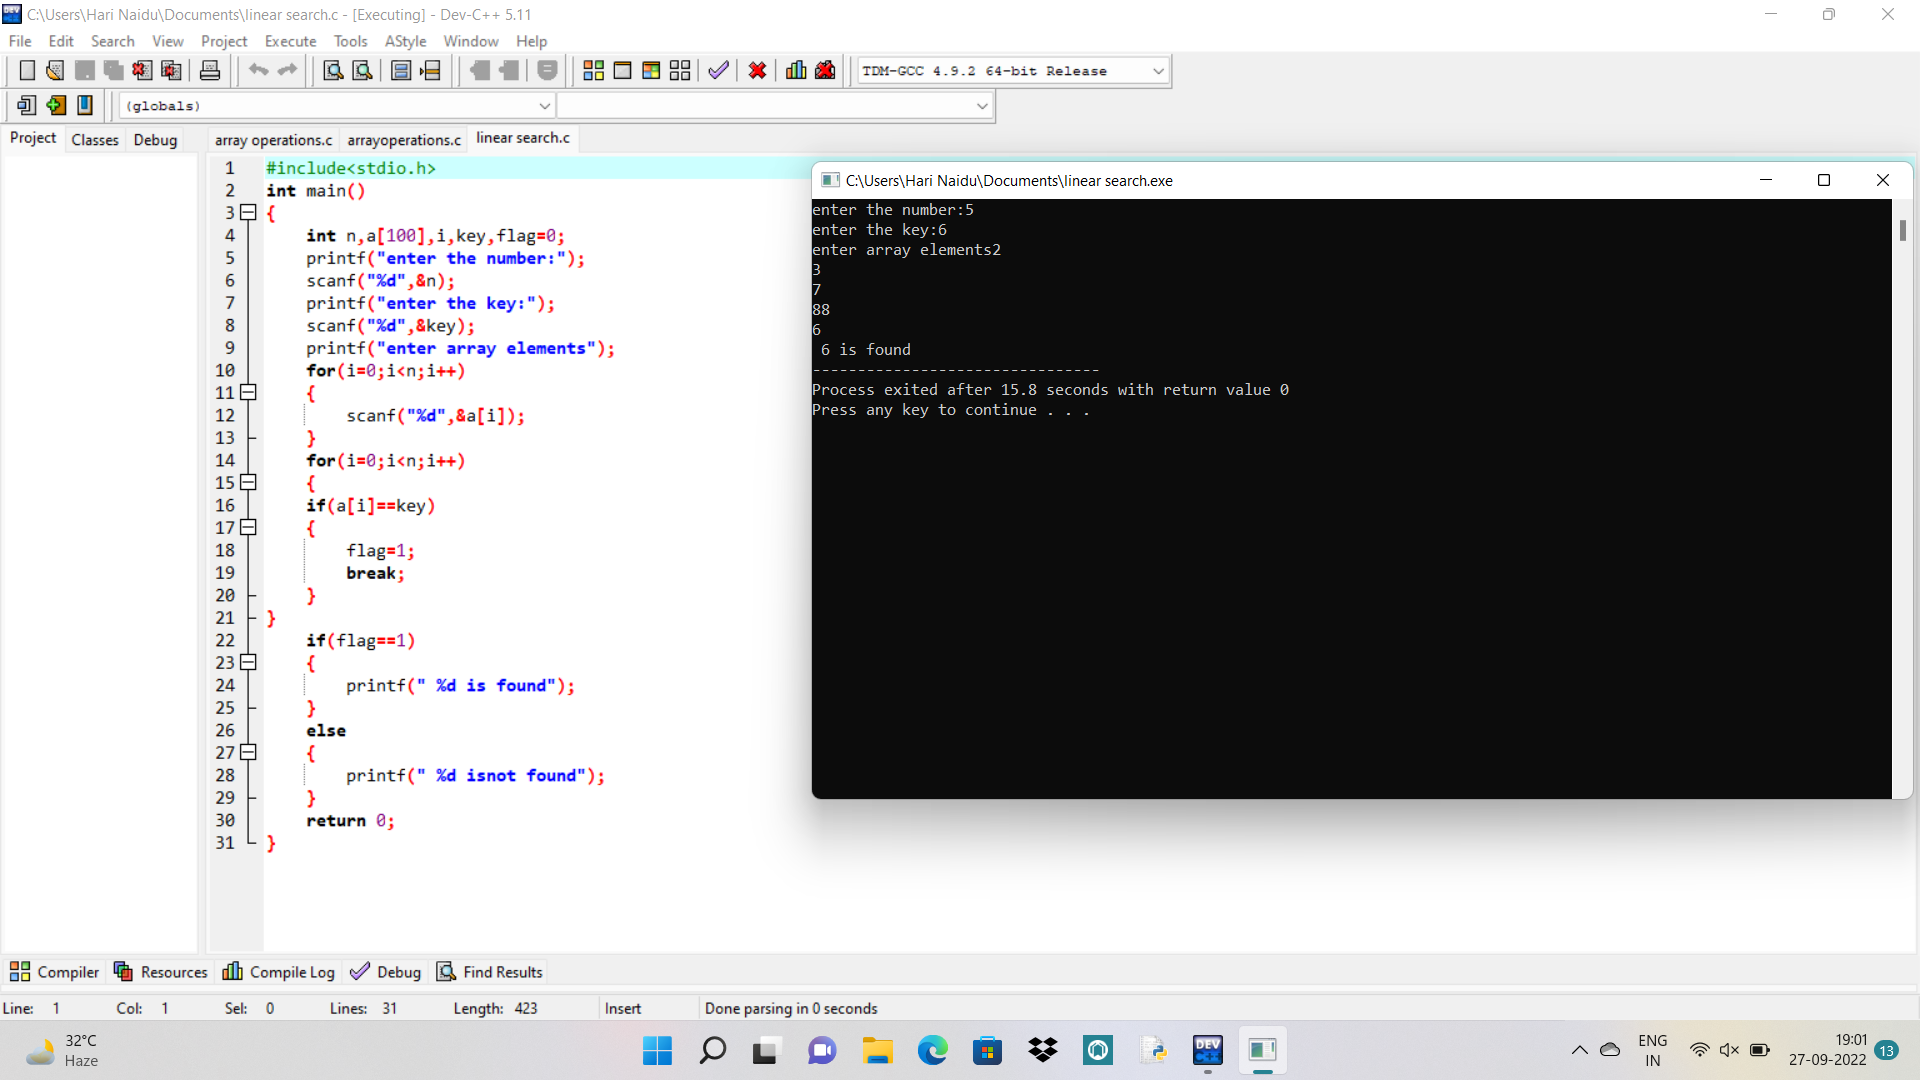 C:\Users\Hari Naidu\Documents\linear search.c - [Executing] - Dev-C++ 5.11
File Edit Search View Project Execute Tools AStyle Window Help
TDM-GCC 4.9.2 64-bit Release
(globals)
Project Classes Debug
array operations.c arrayoperations.c linear search.c
1 #include<stdio.h>
2 int main()
3 {
4 int n,a[100],i,key,flag=0;
5 printf("enter the number:");
6 scanf("%d",&n);
7 printf("enter the key:");
8 scanf("%d",&key);
9 printf("enter array elements");
10 for(i=0;i<n;i++)
11 {
12 scanf("%d",&a[i]);
13 }
14 for(i=0;i<n;i++)
15 {
16 if(a[i]==key)
17 {
18 flag=1;
19 break;
20 }
21 }
22 if(flag==1)
23 {
24 printf(" %d is found");
25 }
26 else
27 {
28 printf(" %d isnot found");
29 }
30 return 0;
31 }
C:\Users\Hari Naidu\Documents\linear search.exe
enter the number:5
enter the key:6
enter array elements2
3
7
88
6
 6 is found
--------------------------------
Process exited after 15.8 seconds with return value 0
Press any key to continue . . .
Compiler Resources Compile Log Debug Find Results
Line: 1 Col: 1 Sel: 0 Lines: 31 Length: 423 Insert Done parsing in 0 seconds
32°C
Haze
DEV
C++
ENG
IN
19:01
27-09-2022
13